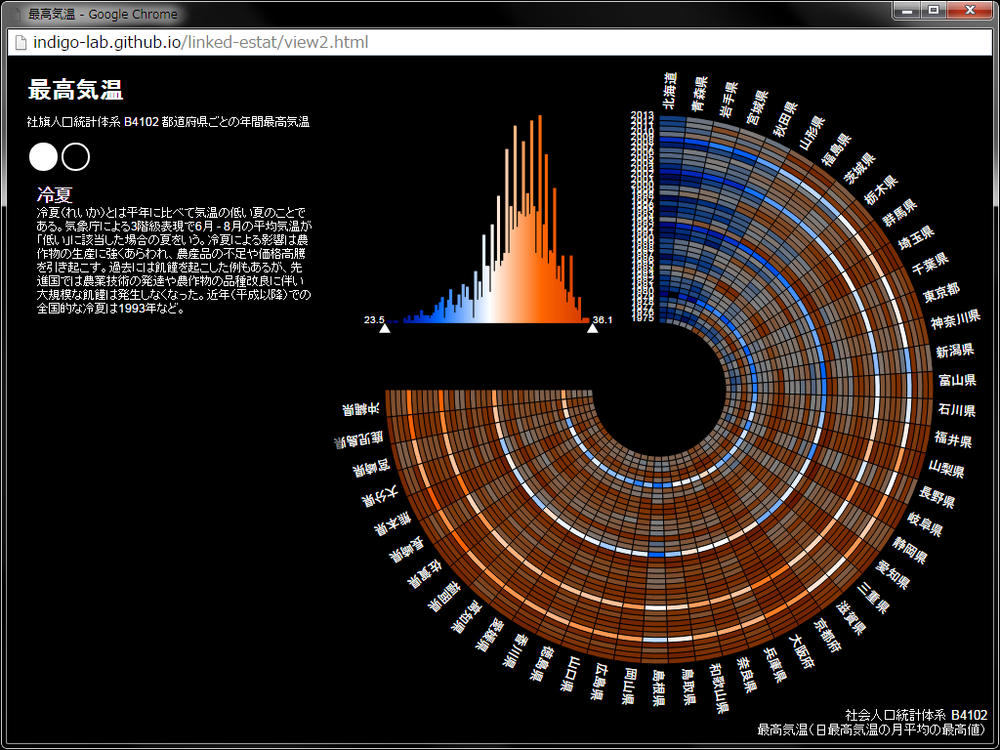 最高気温 - Google Chrome
indigo-lab.github.io/linked-estat/view2.html
最高気温
社旗人口統計体系 B4102 都道府県ごとの年間最高気温
冷夏
冷夏（れいか）とは平年に比べて気温の低い夏のことで
ある。気象庁による3階級表現で6月 - 8月の平均気温が
「低い」に該当した場合の夏をいう。冷夏による影響は農
作物の生産に強くあらわれ、農産品の不足や価格高騰
を引き起こす。過去には飢饉を起こした例もあるが、先
進国では農業技術の発達や農作物の品種改良に伴い
大規模な飢饉は発生しなくなった。近年（平成以降）での
全国的な冷夏は1993年など。
23.5
36.1
2013
1975
北海道
青森県
岩手県
宮城県
秋田県
山形県
福島県
茨城県
栃木県
群馬県
埼玉県
千葉県
東京都
神奈川県
新潟県
富山県
石川県
福井県
山梨県
長野県
岐阜県
静岡県
愛知県
三重県
滋賀県
京都府
大阪府
兵庫県
奈良県
和歌山県
鳥取県
島根県
岡山県
広島県
山口県
徳島県
香川県
愛媛県
高知県
福岡県
佐賀県
長崎県
熊本県
大分県
宮崎県
鹿児島県
沖縄県
社会人口統計体系 B4102
最高気温（日最高気温の月平均の最高値）